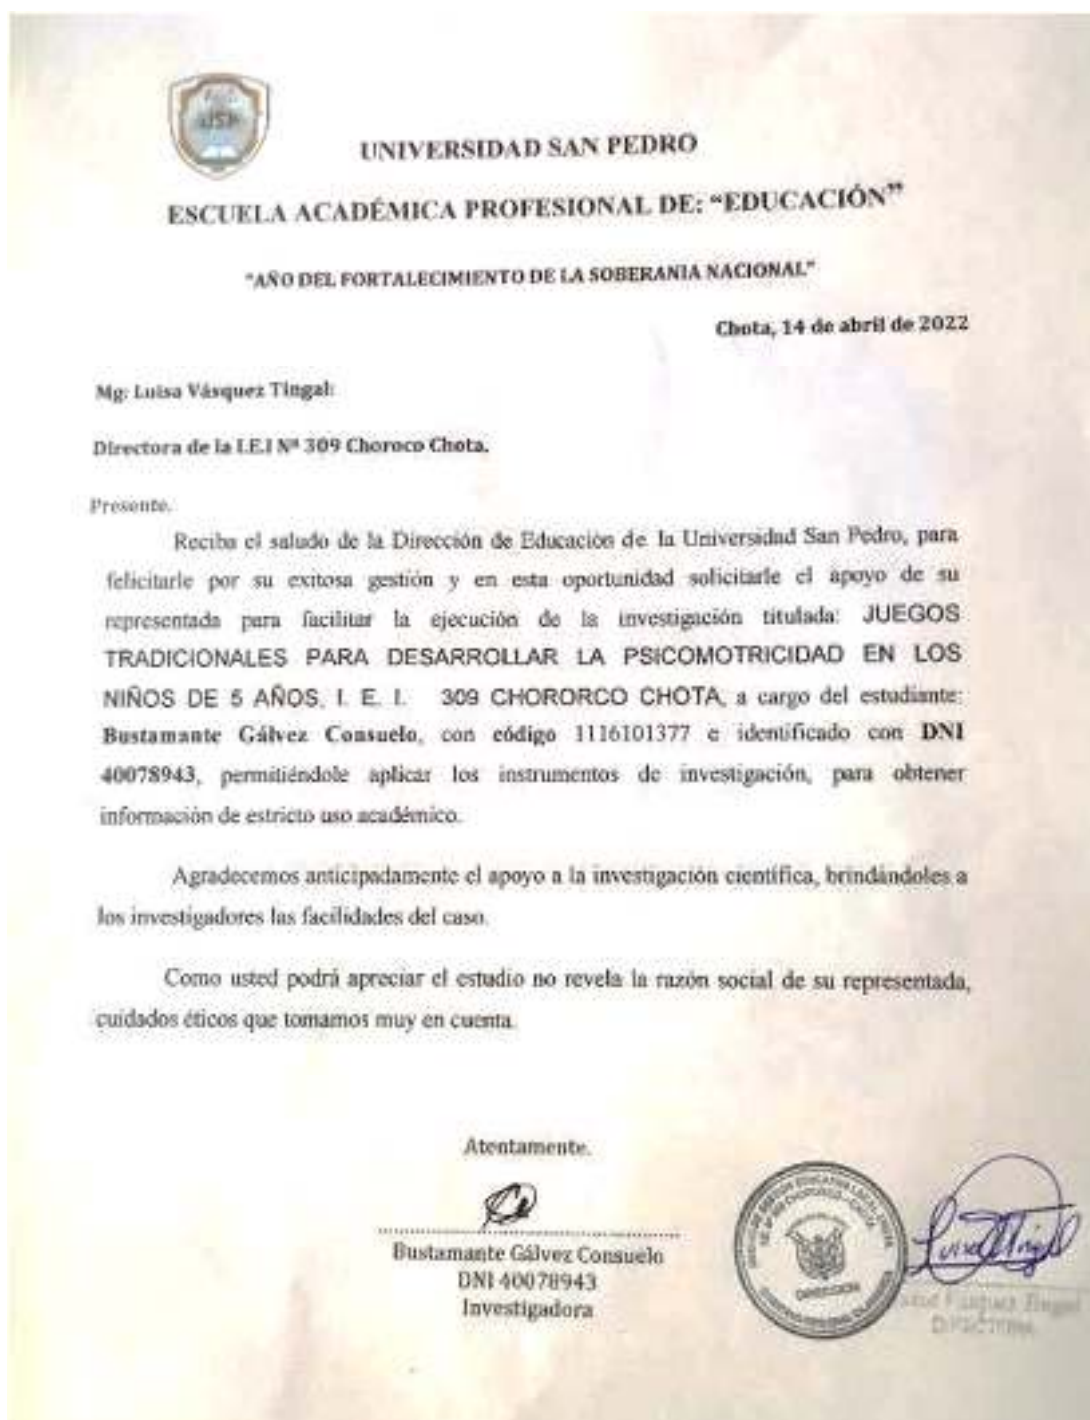 USP
UNIVERSIDAD SAN PEDRO
ESCUELA ACADÉMICA PROFESIONAL DE: “EDUCACIÓN”
"AÑO DEL FORTALECIMIENTO DE LA SOBERANIA NACIONAL"
Chota, 14 de abril de 2022
Mg: Luisa Vásquez Tingal:
Directora de la I.E.I Nª 309 Choroco Chota.
Presente.
Reciba el saludo de la Dirección de Educación de la Universidad San Pedro, para
felicitarle por su exitosa gestión y en esta oportunidad solicitarle el apoyo de su
representada para facilitar la ejecución de la investigación titulada: JUEGOS
TRADICIONALES PARA DESARROLLAR LA PSICOMOTRICIDAD EN LOS
NIÑOS DE 5 AÑOS, I. E. I. 309 CHORORCO CHOTA, a cargo del estudiante:
Bustamante Gálvez Consuelo, con código 1116101377 e identificado con DNI
40078943, permitiéndole aplicar los instrumentos de investigación, para obtener
información de estricto uso académico.
Agradecemos anticipadamente el apoyo a la investigación científica, brindándoles a
los investigadores las facilidades del caso.
Como usted podrá apreciar el estudio no revela la razón social de su representada,
cuidados éticos que tomamos muy en cuenta.
Atentamente.
Bustamante Gálvez Consuelo
DNI 40078943
Investigadora
DIRECCION
Vásquez Tingal
DIRECTORA